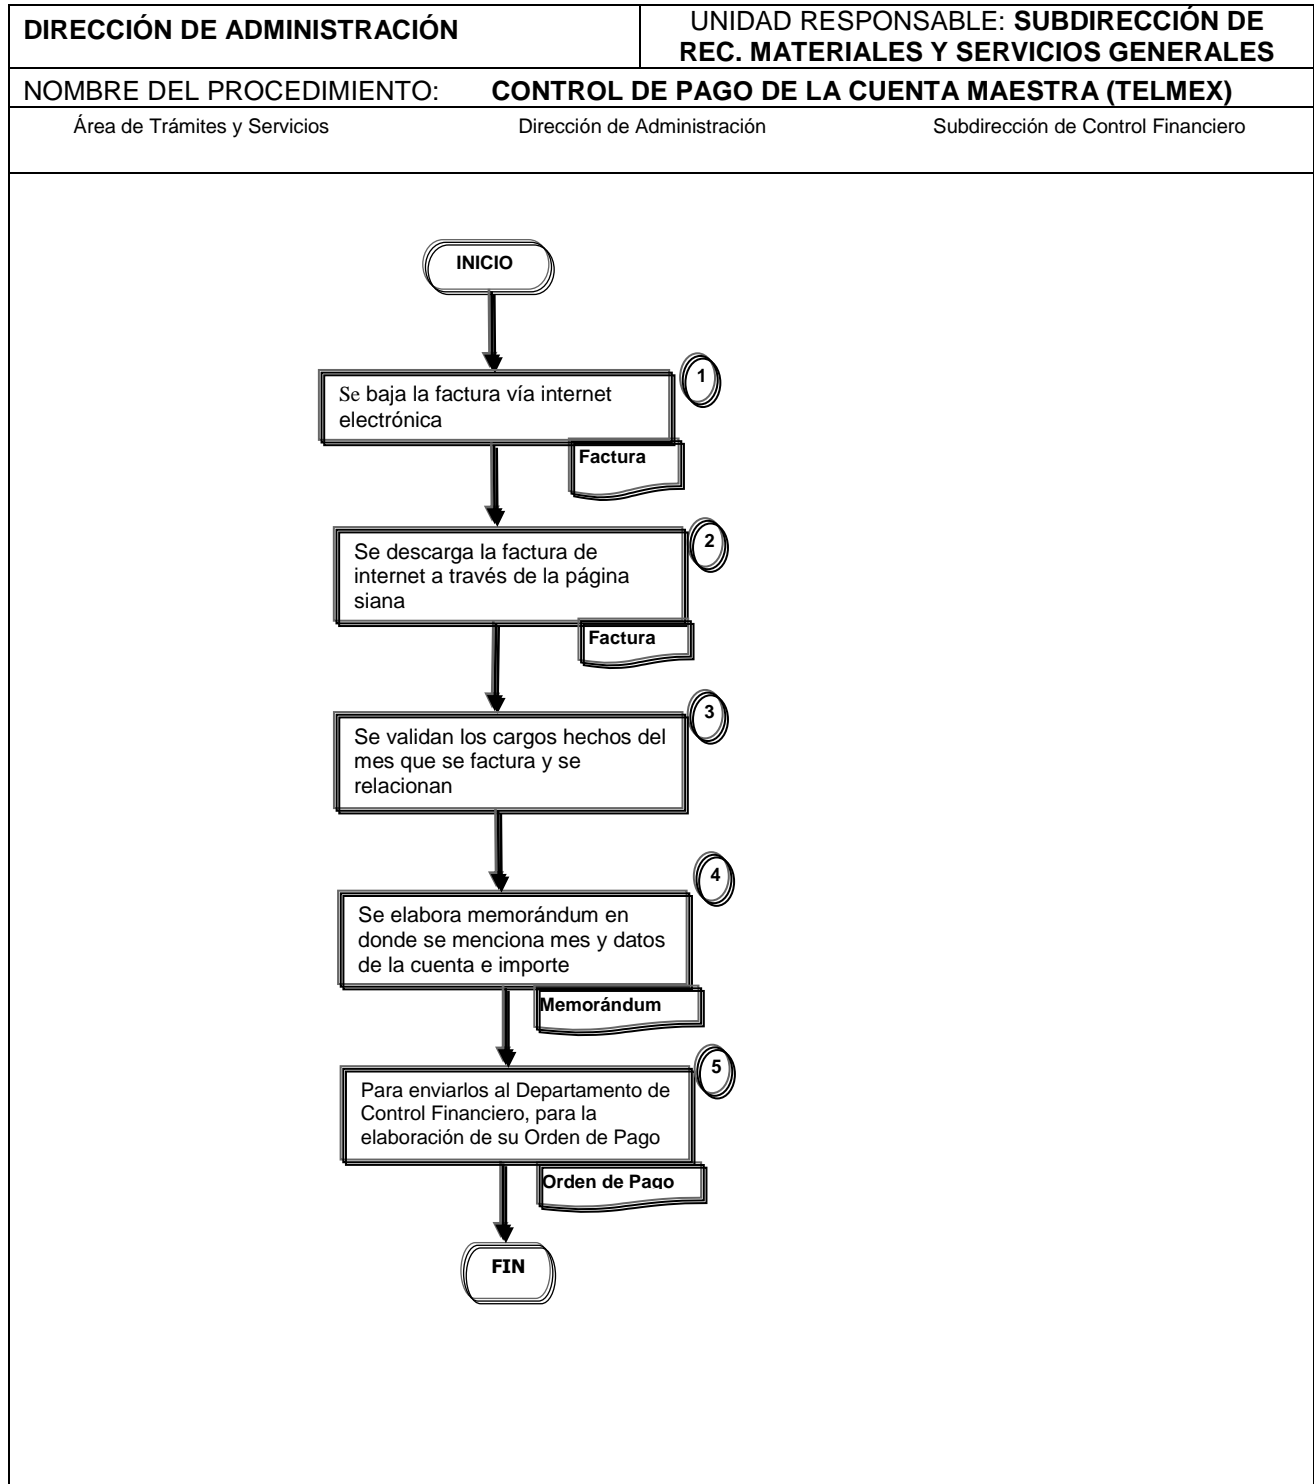 DIRECCIÓN DE ADMINISTRACIÓN
UNIDAD RESPONSABLE: SUBDIRECCIÓN DE
REC. MATERIALES Y SERVICIOS GENERALES
NOMBRE DEL PROCEDIMIENTO: CONTROL DE PAGO DE LA CUENTA MAESTRA (TELMEX)
Área de Trámites y Servicios
Dirección de Administración
Subdirección de Control Financiero
INICIO
1
Se baja la factura vía internet
electrónica
Factura
2
Se descarga la factura de
internet a través de la página
siana
Factura
3
Se validan los cargos hechos del
mes que se factura y se
relacionan
4
Se elabora memorándum en
donde se menciona mes y datos
de la cuenta e importe
Memorándum
5
Para enviarlos al Departamento de
Control Financiero, para la
elaboración de su Orden de Pago
Orden de Pago
FIN